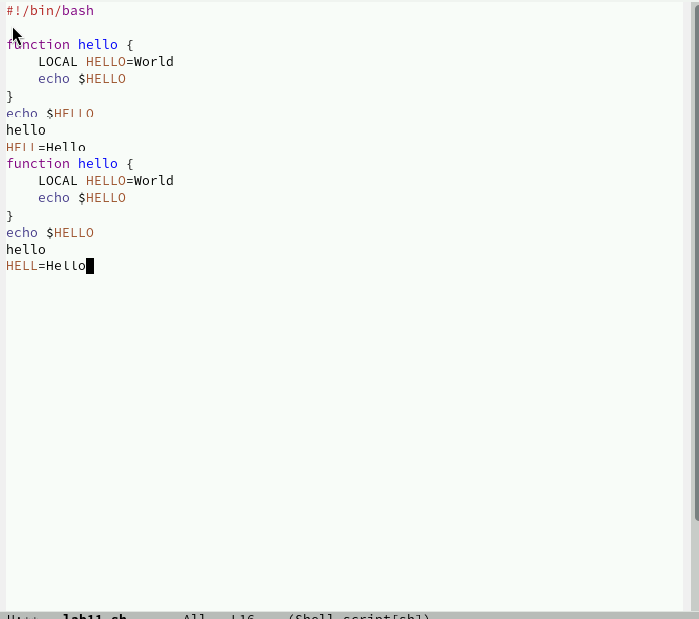 #!/bin/bash
function hello {
    LOCAL HELLO=World
    echo $HELLO
}
echo $HELLO
hello
HELL=Hello
function hello {
    LOCAL HELLO=World
    echo $HELLO
}
echo $HELLO
hello
HELL=Hello
U:**- lab11.sh All L16 (Shell-script[sh])